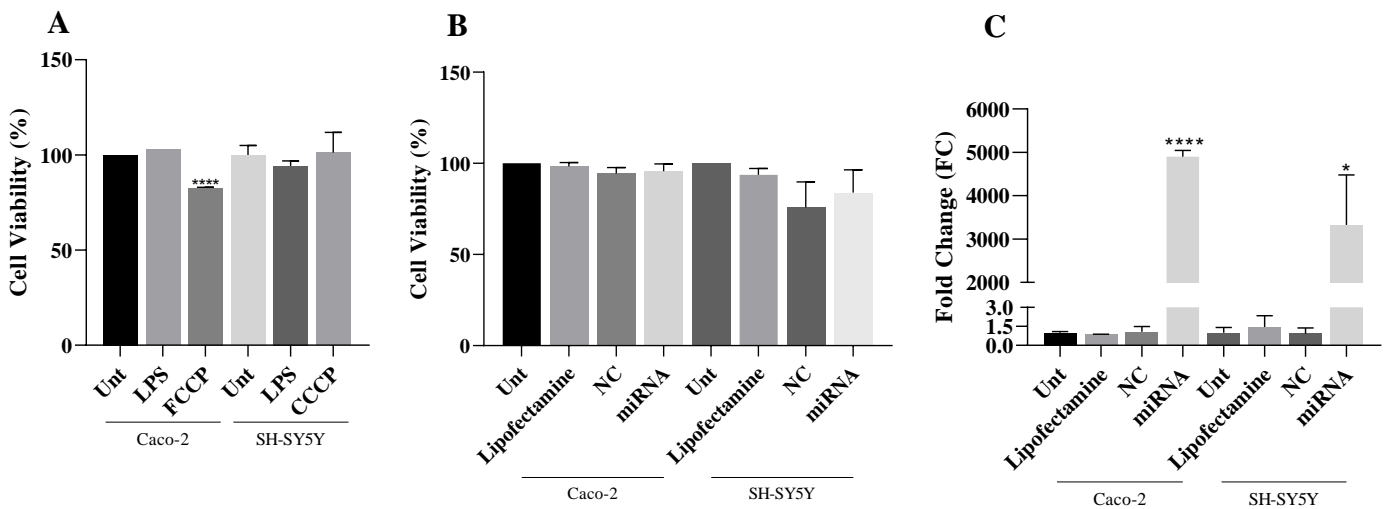 A
Cell Viability (%)
150
100
50
0
****
Unt
LPS
FCCP
Unt
LPS
CCCP
Caco-2
SH-SY5Y
B
Cell Viability (%)
150
100
50
0
Unt
Lipofectamine
NC
miRNA
Unt
Lipofectamine
NC
miRNA
Caco-2
SH-SY5Y
C
Fold Change (FC)
6000
5000
4000
3000
2000
3.0
1.5
0.0
****
*
Unt
Lipofectamine
NC
miRNA
Unt
Lipofectamine
NC
miRNA
Caco-2
SH-SY5Y